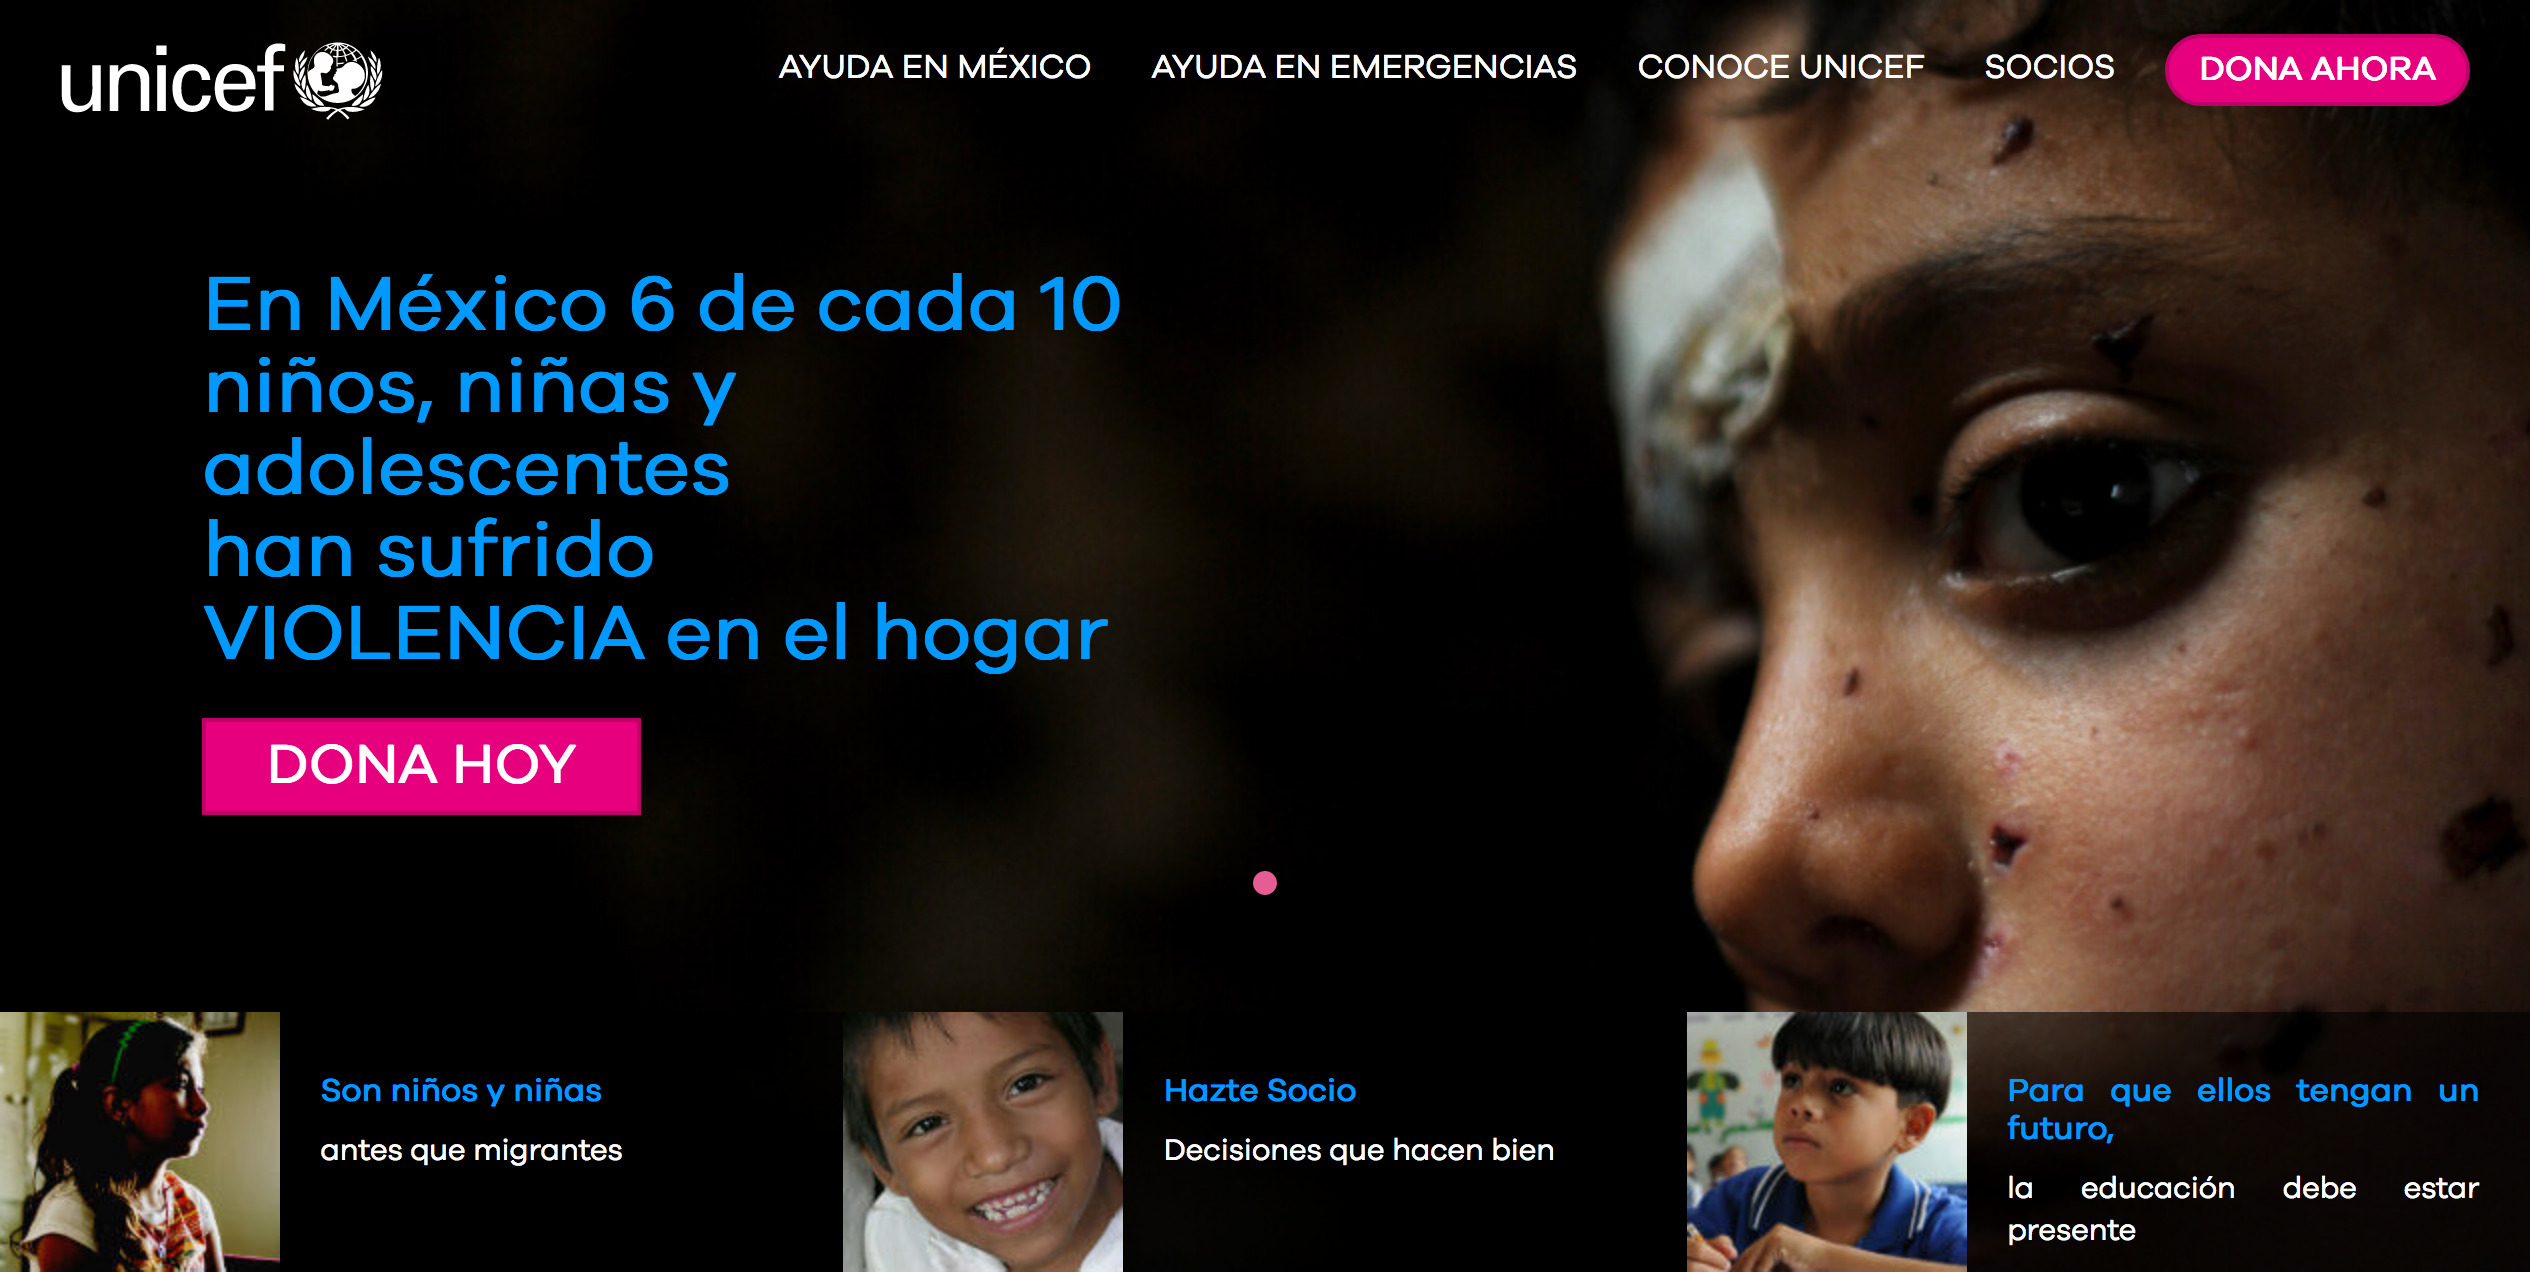 unicef
AYUDA EN MÉXICO
AYUDA EN EMERGENCIAS
CONOCE UNICEF
SOCIOS
DONA AHORA
En México 6 de cada 10
niños, niñas y
adolescentes
han sufrido
VIOLENCIA en el hogar
DONA HOY
Son niños y niñas
antes que migrantes
Hazte Socio
Decisiones que hacen bien
Para que ellos tengan un
futuro,
la educación debe estar
presente